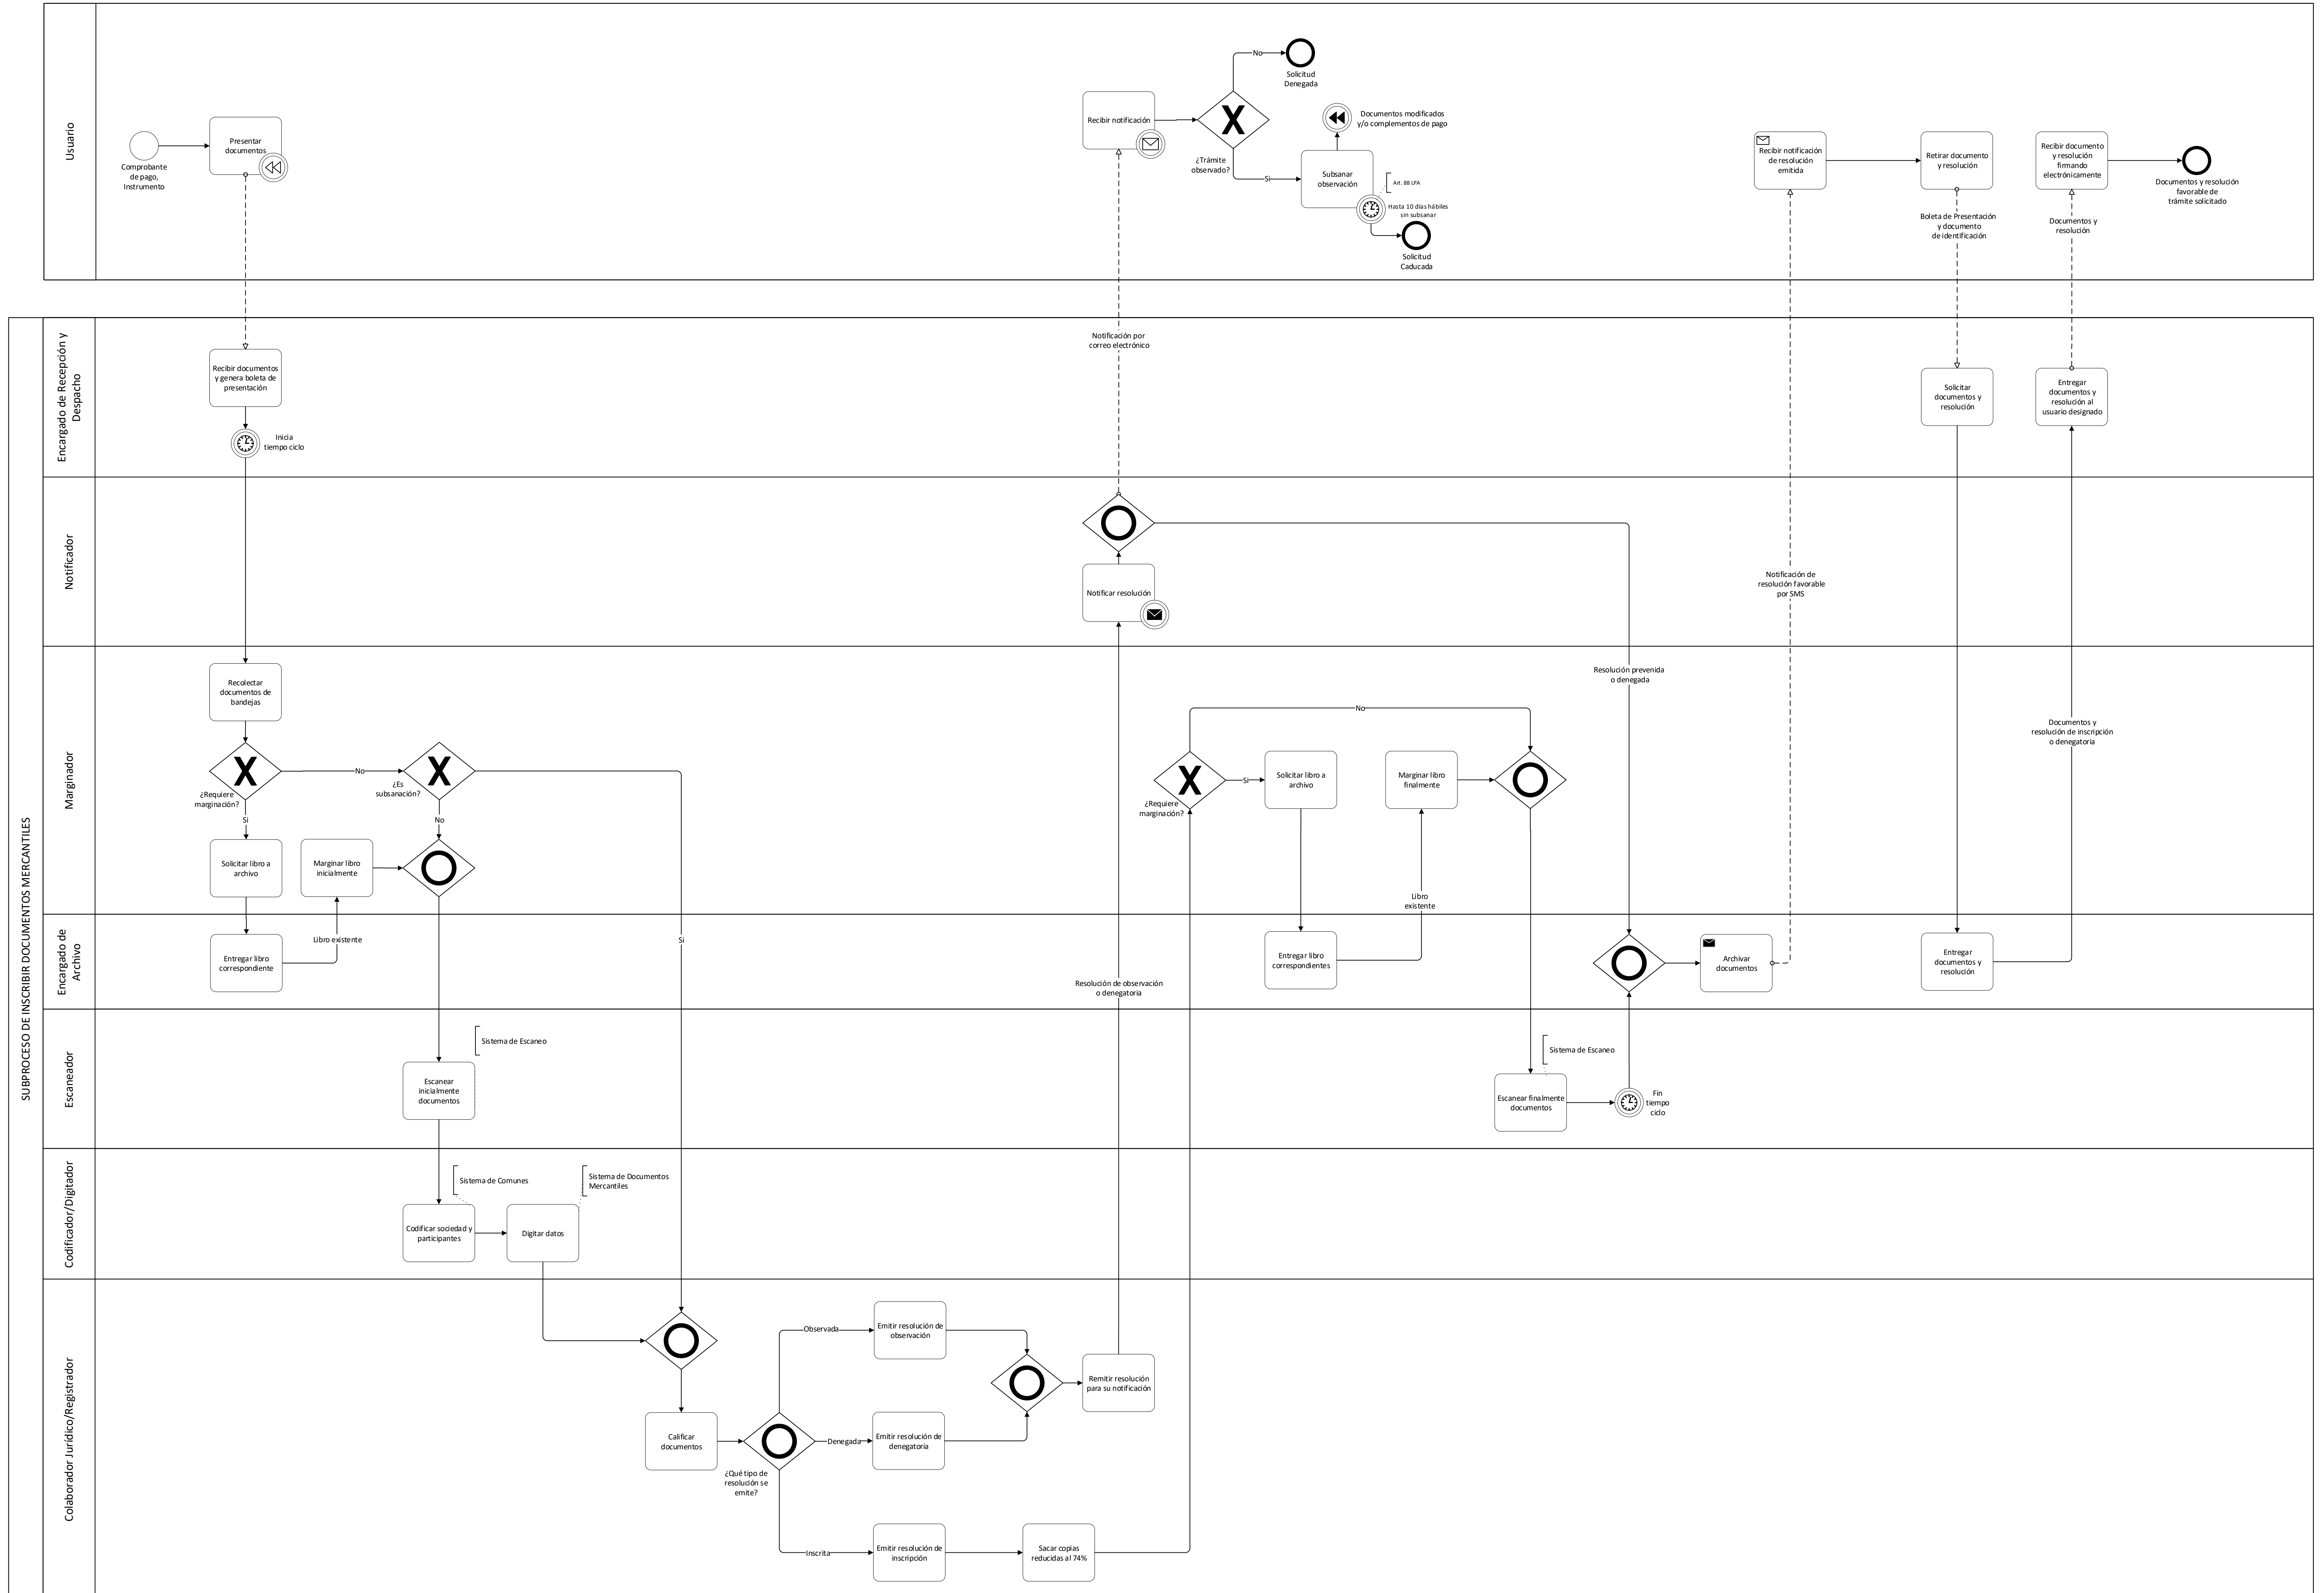 Usuario
Comprobante
de pago,
Instrumento
Presentar
documentos
Recibir notificación
¿Trámite
observado?
No
Solicitud
Denegada
Si
Documentos modificados
y/o complementos de pago
Subsanar
observación
Art. 88 LPA
Hasta 10 días hábiles
sin subsanar
Solicitud
Caducada
Recibir notificación
de resolución
emitida
Retirar documento
y resolución
Boleta de Presentación
y documento
de identificación
Recibir documento
y resolución
firmando
electrónicamente
Documentos y
resolución
Documentos y resolución
favorable de
trámite solicitado
SUBPROCESO DE INSCRIBIR DOCUMENTOS MERCANTILES
Encargado de Recepción y
Despacho
Recibir documentos
y genera boleta de
presentación
Inicia
tiempo ciclo
Notificación por
correo electrónico
Solicitar
documentos y
resolución
Entregar
documentos y
resolución al
usuario designado
Notificador
Notificar resolución
Notificación de
resolución favorable
por SMS
Marginador
Recolectar
documentos de
bandejas
¿Requiere
marginación?
No
¿Es
subsanación?
Si
No
Solicitar libro a
archivo
Marginar libro
inicialmente
¿Requiere
marginación?
No
Si
Solicitar libro a
archivo
Marginar libro
finalmente
Libro
existente
Resolución prevenida
o denegada
Documentos y
resolución de inscripción
o denegatoria
Encargado de
Archivo
Entregar libro
correspondiente
Libro existente
Si
Resolución de observación
o denegatoria
Entregar libro
correspondientes
Archivar
documentos
Entregar
documentos y
resolución
Escaneador
Sistema de Escaneo
Escanear
inicialmente
documentos
Sistema de Escaneo
Escanear finalmente
documentos
Fin
tiempo
ciclo
Codificador/Digitador
Sistema de Comunes
Codificar sociedad y
participantes
Sistema de Documentos
Mercantiles
Digitar datos
Colaborador Jurídico/Registrador
Calificar
documentos
¿Qué tipo de
resolución se
emite?
Observada
Emitir resolución de
observación
Denegada
Emitir resolución de
denegatoria
Remitir resolución
para su notificación
Inscrita
Emitir resolución de
inscripción
Sacar copias
reducidas al 74%